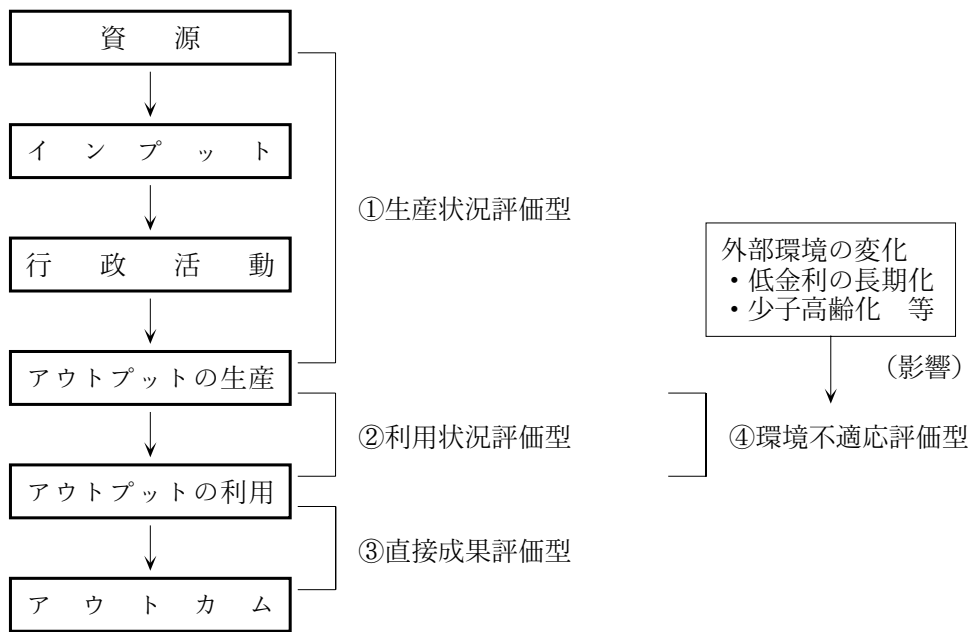 資源
インプット
①生産状況評価型
行政活動
外部環境の変化
・低金利の長期化
・少子高齢化 等
(影響)
アウトプットの生産
②利用状況評価型
④環境不適応評価型
アウトプットの利用
③直接成果評価型
アウトカム